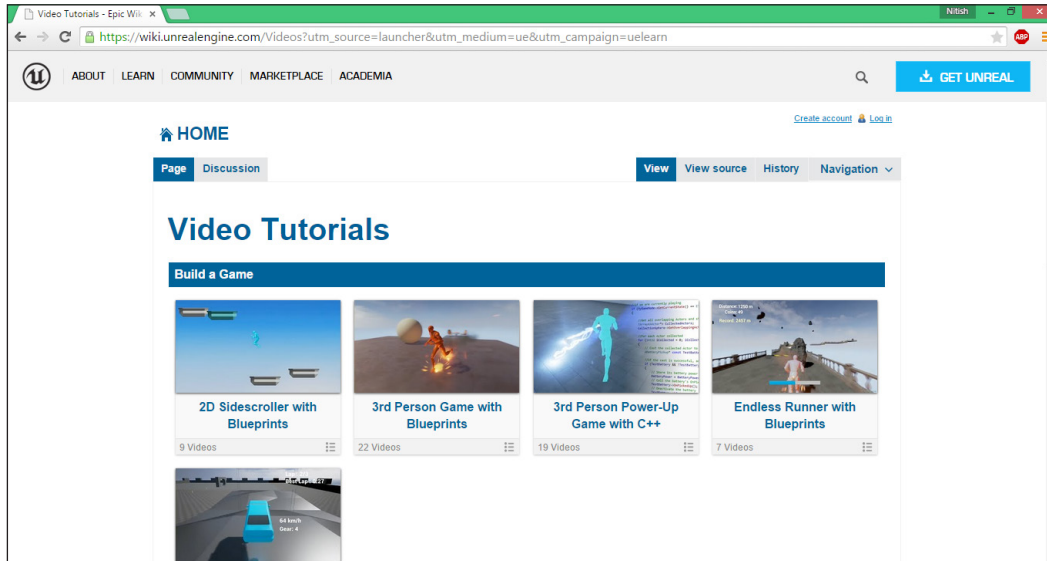 Video Tutorials - Epic Wik
Nitish
https://wiki.unrealengine.com/Videos?utm_source=launcher&utm_medium=ue&utm_campaign=uelearn
ABP
ABOUT LEARN COMMUNITY MARKETPLACE ACADEMIA
GET UNREAL
Create account Log in
HOME
Page Discussion View View source History Navigation
Video Tutorials
Build a Game
2D Sidescroller with
Blueprints
9 Videos
3rd Person Game with
Blueprints
22 Videos
3rd Person Power-Up
Game with C++
19 Videos
Endless Runner with
Blueprints
7 Videos
64 km/h
Gear: 4